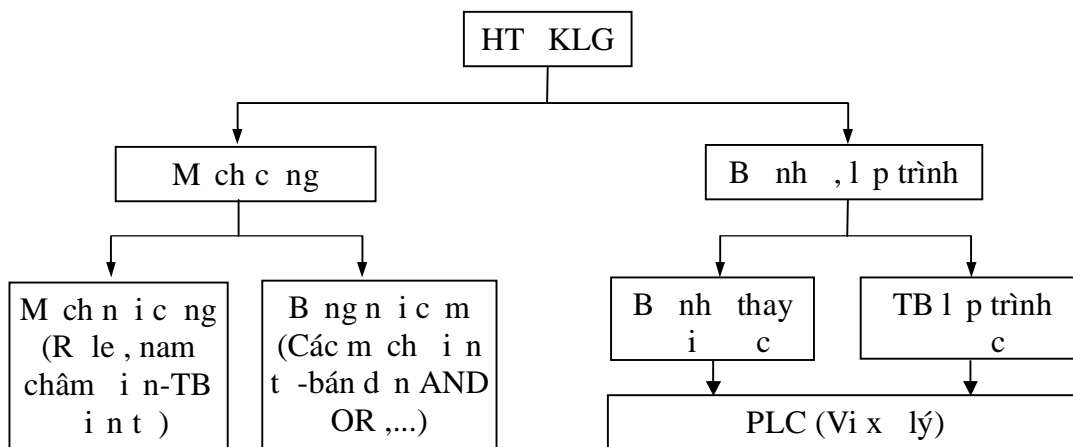 HT KLG
M ch c ng
B nh , l p trình
M ch n i c ng
(R le , nam
châm i n-TB
i n t )
B ng n i c m
(Các m ch i n
t -bán d n AND
OR ,...)
B nh thay
i c
TB l p trình
c
PLC (Vi x lý)